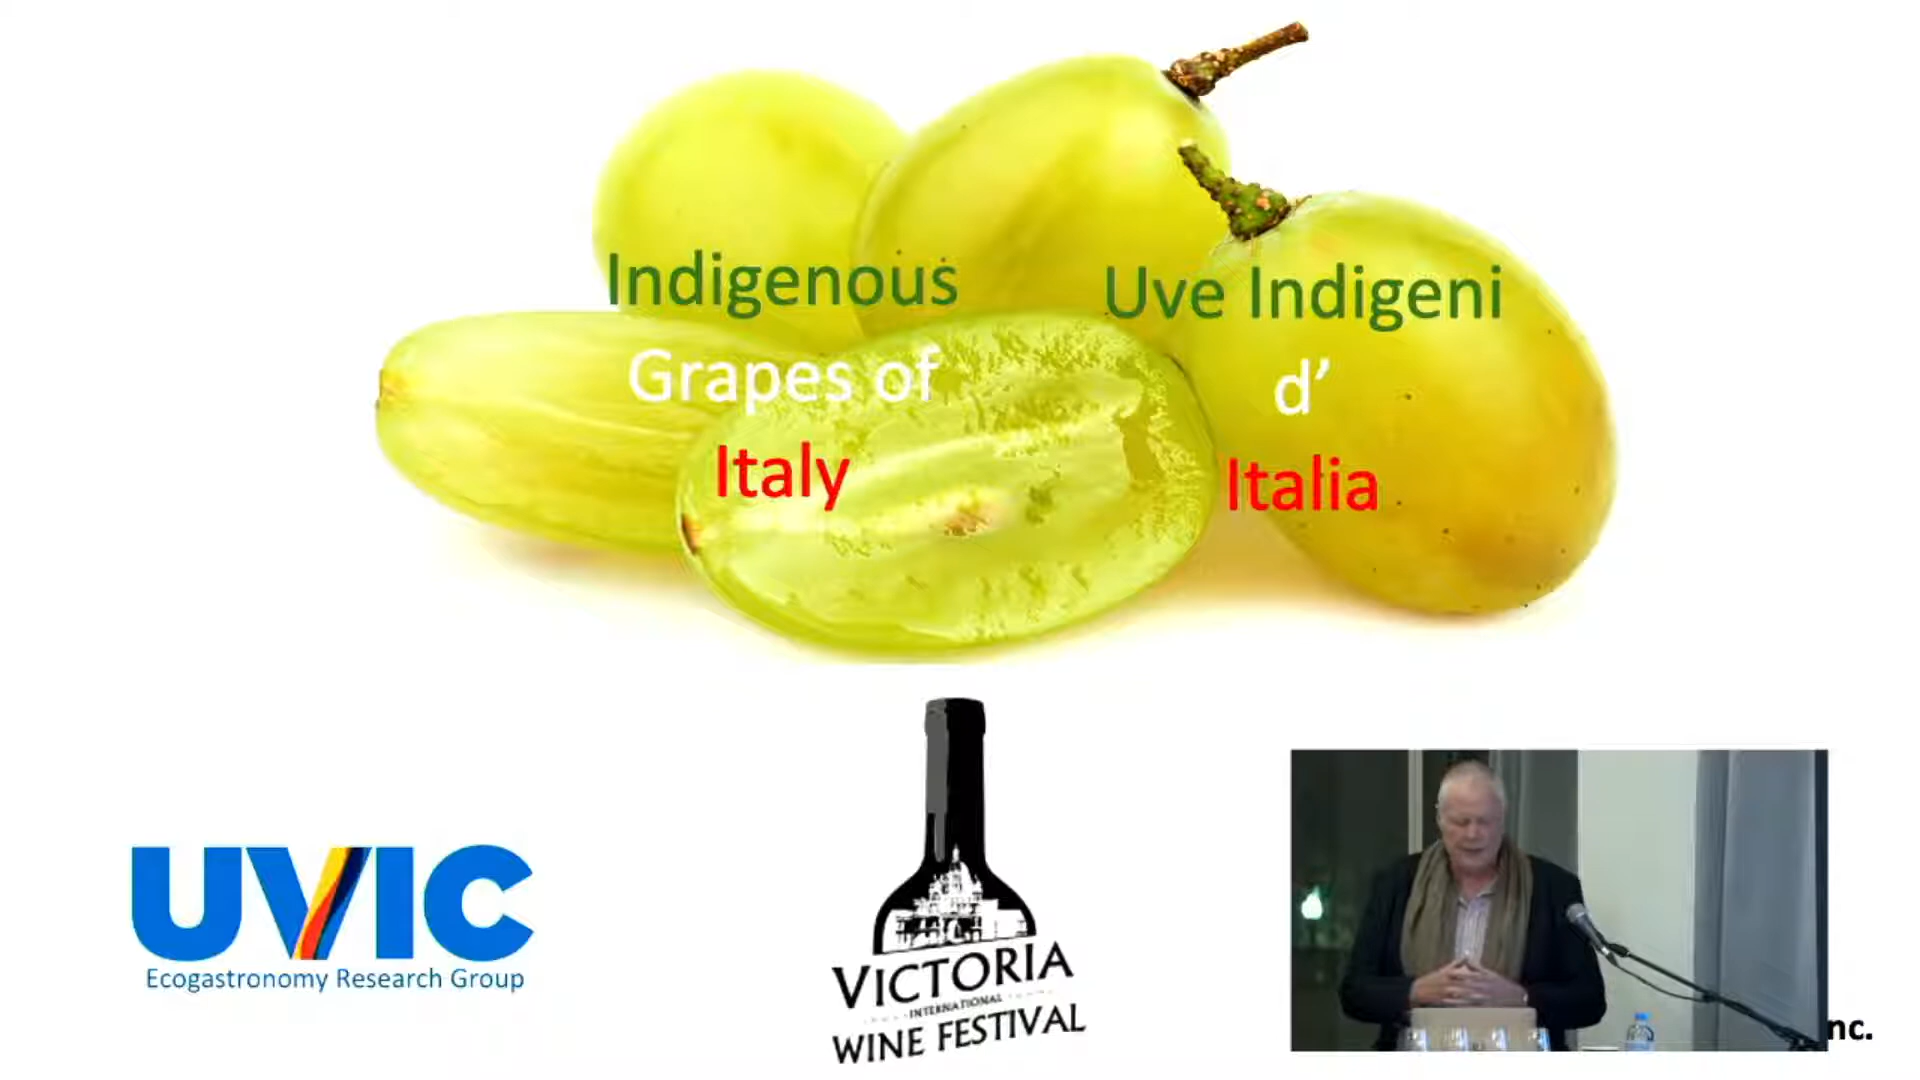 Indigenous
Grapes of
Italy
Uve Indigeni
d’
Italia
UVIC
Ecogastronomy Research Group
VICTORIA
INTERNATIONAL
WINE FESTIVAL
nc.